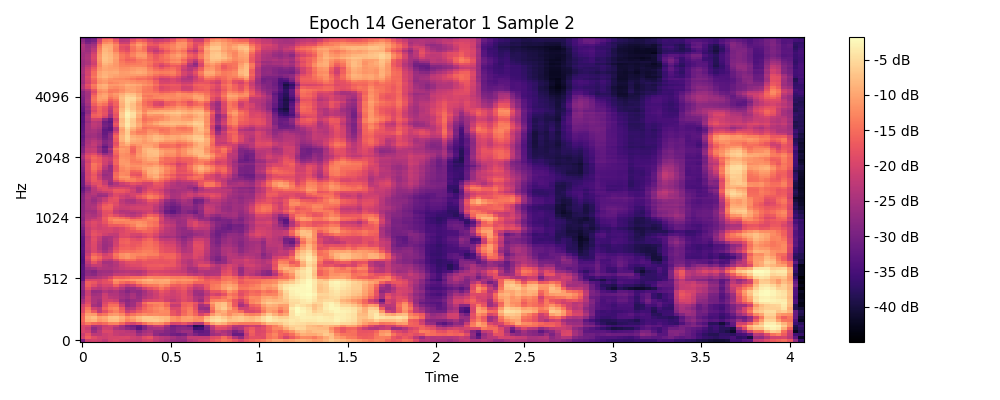 Epoch 14 Generator 1 Sample 2
Hz
4096
2048
1024
512
0
0 0.5 1 1.5 2 2.5 3 3.5 4
Time
-5 dB
-10 dB
-15 dB
-20 dB
-25 dB
-30 dB
-35 dB
-40 dB